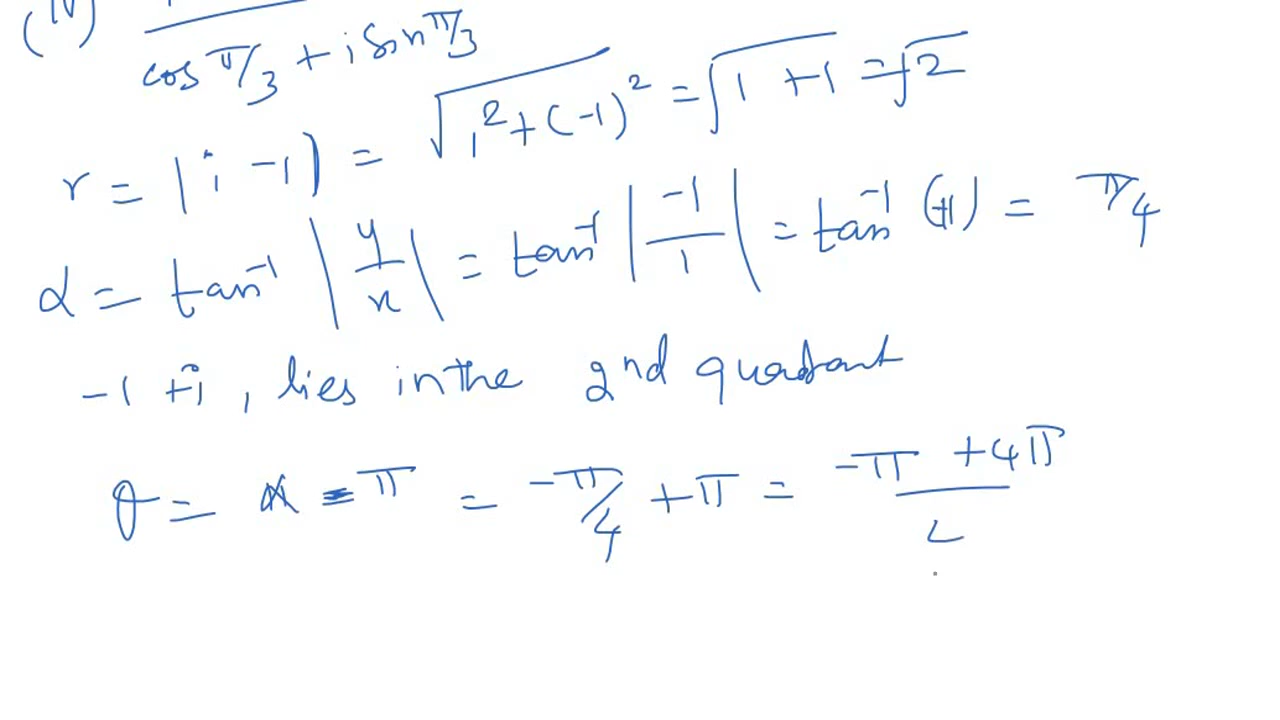 (iv)
cos π/3 + i Sin π/3
r = |i -1| = √1² + (-1)² = √1 + 1 = √2
α = tan⁻¹ |y/x| = tan⁻¹ |-1/1| = tan⁻¹ (+1) = π/4
-1 + i, lies in the 2nd quadrant
θ = α - π = -π/4 + π = -π + 4π